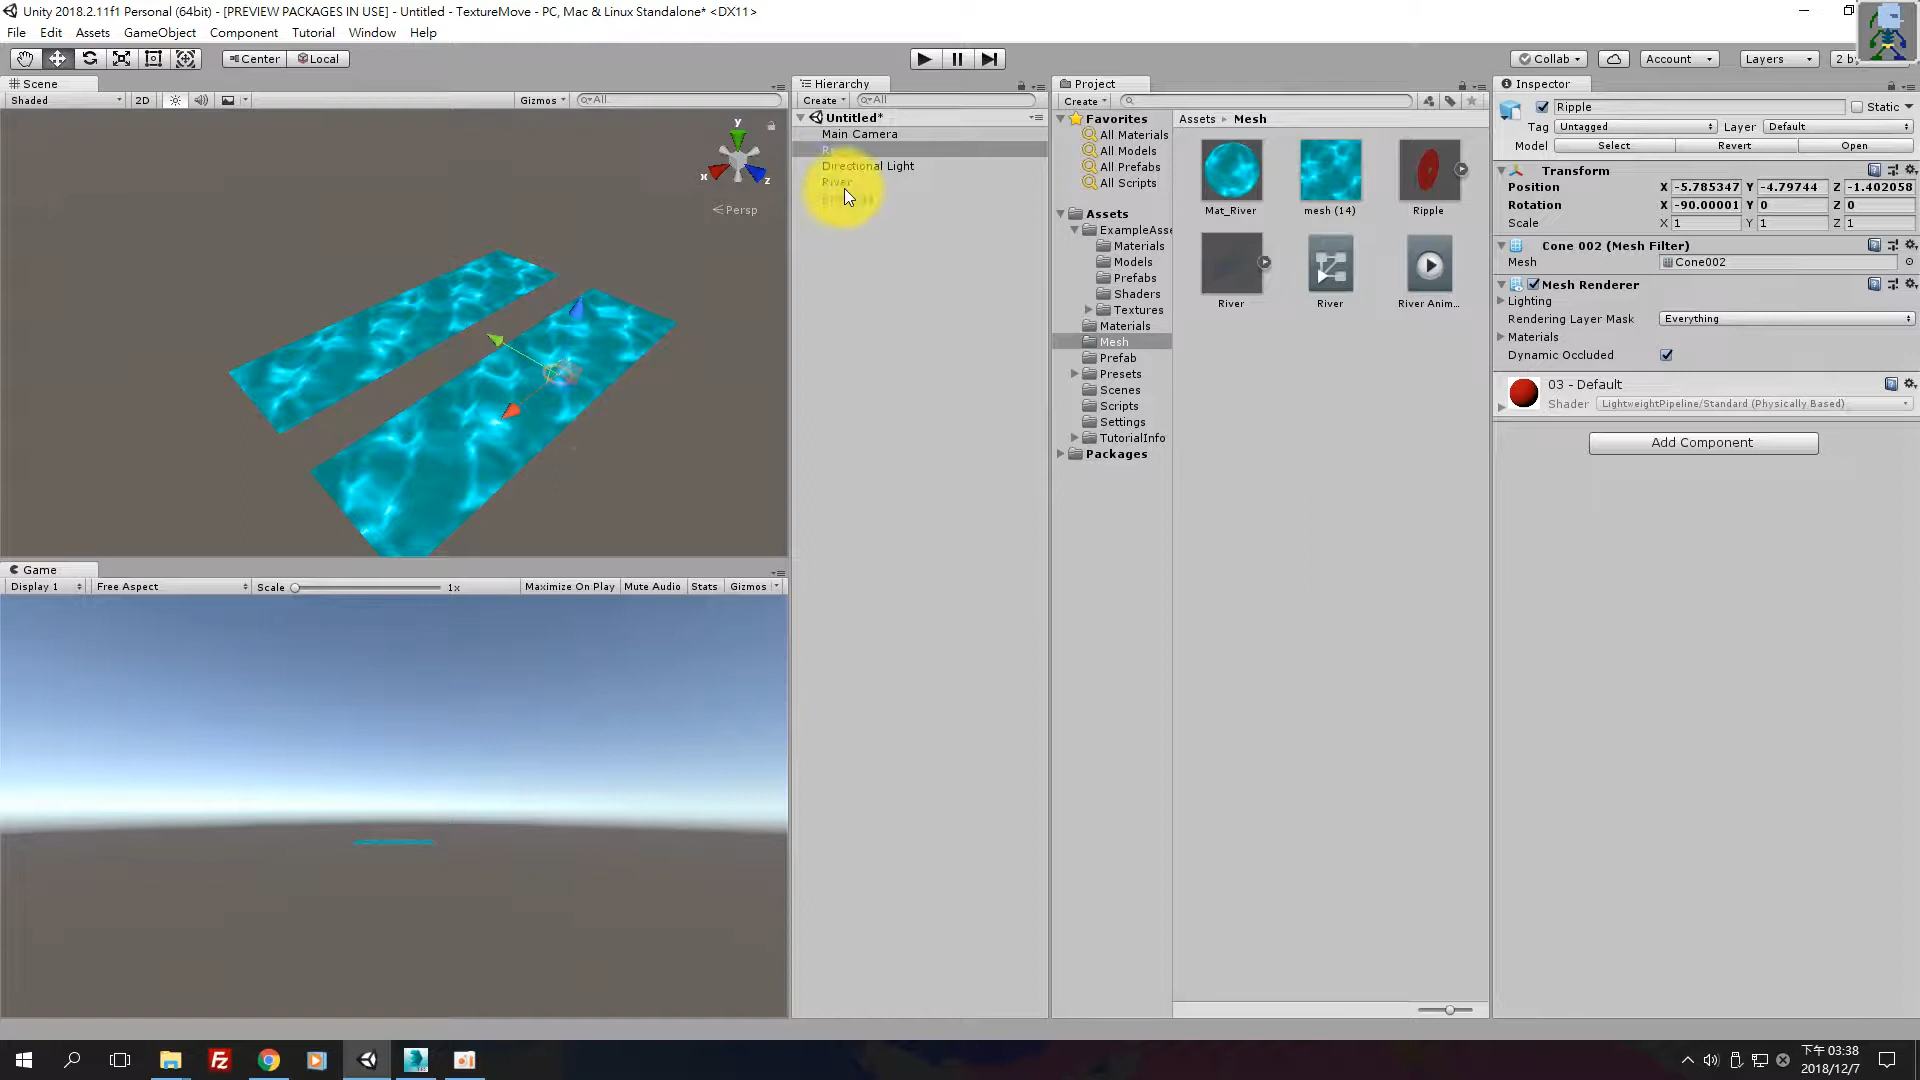 Unity 2018.2.11f1 Personal (64bit) - [PREVIEW PACKAGES IN USE] - Untitled - TextureMove - PC, Mac & Linux Standalone* <DX11>
File Edit Assets GameObject Component Tutorial Window Help
Center Local Collab Account Layers 2 b
Scene
Shaded 2D Gizmos All
y
x
z
Persp
Game
Display 1 Free Aspect Scale 1x Maximize On Play Mute Audio Stats Gizmos
Hierarchy
Create All
Untitled*
Main Camera
Directional Light
River
Project
Create
Favorites
All Materials
All Models
All Prefabs
All Scripts
Assets
ExampleAsse
Materials
Models
Prefabs
Shaders
Textures
Materials
Mesh
Prefab
Presets
Scenes
Scripts
Settings
TutorialInfo
Packages
Assets Mesh
Mat_River mesh (14) Ripple
River River River Anim...
Inspector
Ripple Static
Tag Untagged Layer Default
Model Select Revert Open
Transform
Position X -5.785347 Y -4.79744 Z -1.402058
Rotation X -90.00001 Y 0 Z 0
Scale X 1 Y 1 Z 1
Cone 002 (Mesh Filter)
Mesh Cone002
Mesh Renderer
Lighting
Rendering Layer Mask Everything
Materials
Dynamic Occluded
03 - Default
Shader LightweightPipeline/Standard (Physically Based)
Add Component
下午 03:38
2018/12/7